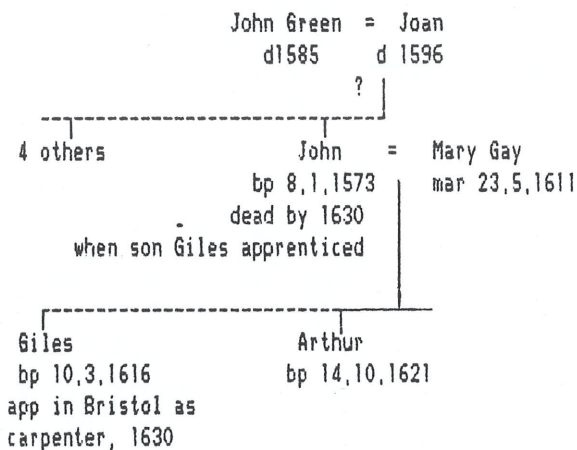 John Green = Joan
d1585 d 1596
?
4 others John = Mary Gay
bp 8,1,1573 mar 23,5,1611
dead by 1630
when son Giles apprenticed
Giles Arthur
bp 10,3,1616 bp 14,10,1621
app in Bristol as
carpenter, 1630